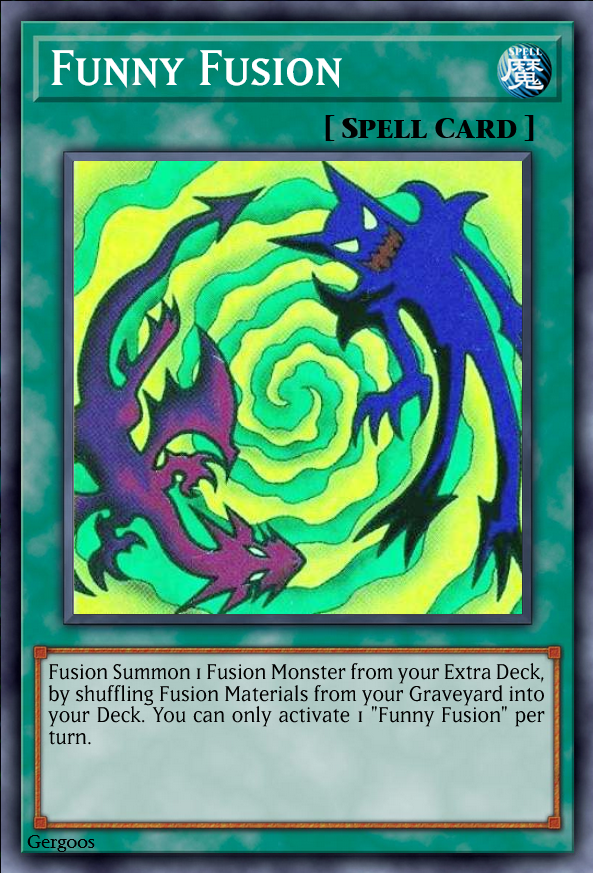 Funny Fusion
SPELL
魔
[ Spell Card ]
Fusion Summon 1 Fusion Monster from your Extra Deck,
by shuffling Fusion Materials from your Graveyard into
your Deck. You can only activate 1 "Funny Fusion" per
turn.
Gergoos